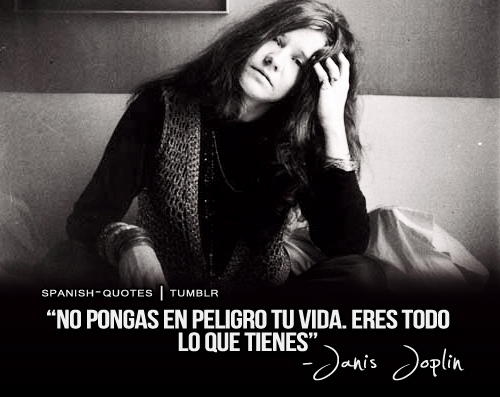 SPANISH-QUOTES | TUMBLR
“NO PONGAS EN PELIGRO TU VIDA. ERES TODO
LO QUE TIENES”
-Janis Joplin